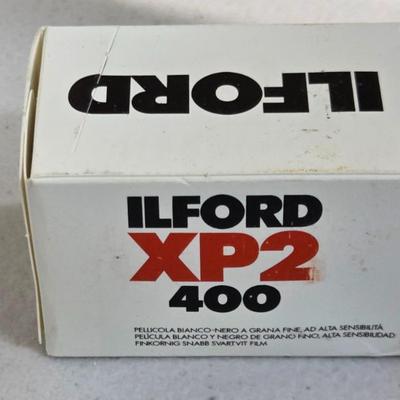 ILFORD
ILFORD
XP2
400
PELLICOLA BIANCO-NERO A GRANA FINE, AD ALTA SENSIBILITÀ
PELÍCULA BLANCO Y NEGRO DE GRANO FINO, ALTA SENSIBILIDAD
FINKORNIG SNABB SVARTVIT FILM